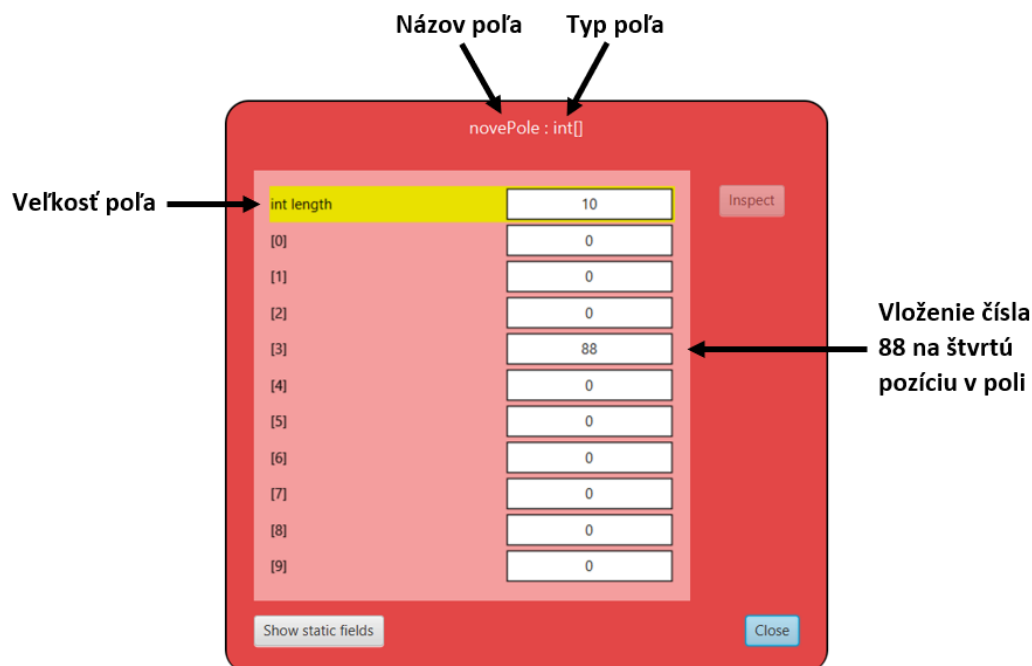 Názov poľa
Typ poľa
novePole : int[]
Veľkosť poľa
int length 10
Inspect
[0] 0
[1] 0
[2] 0
[3] 88
Vloženie čísla
88 na štvrtú
pozíciu v poli
[4] 0
[5] 0
[6] 0
[7] 0
[8] 0
[9] 0
Show static fields
Close